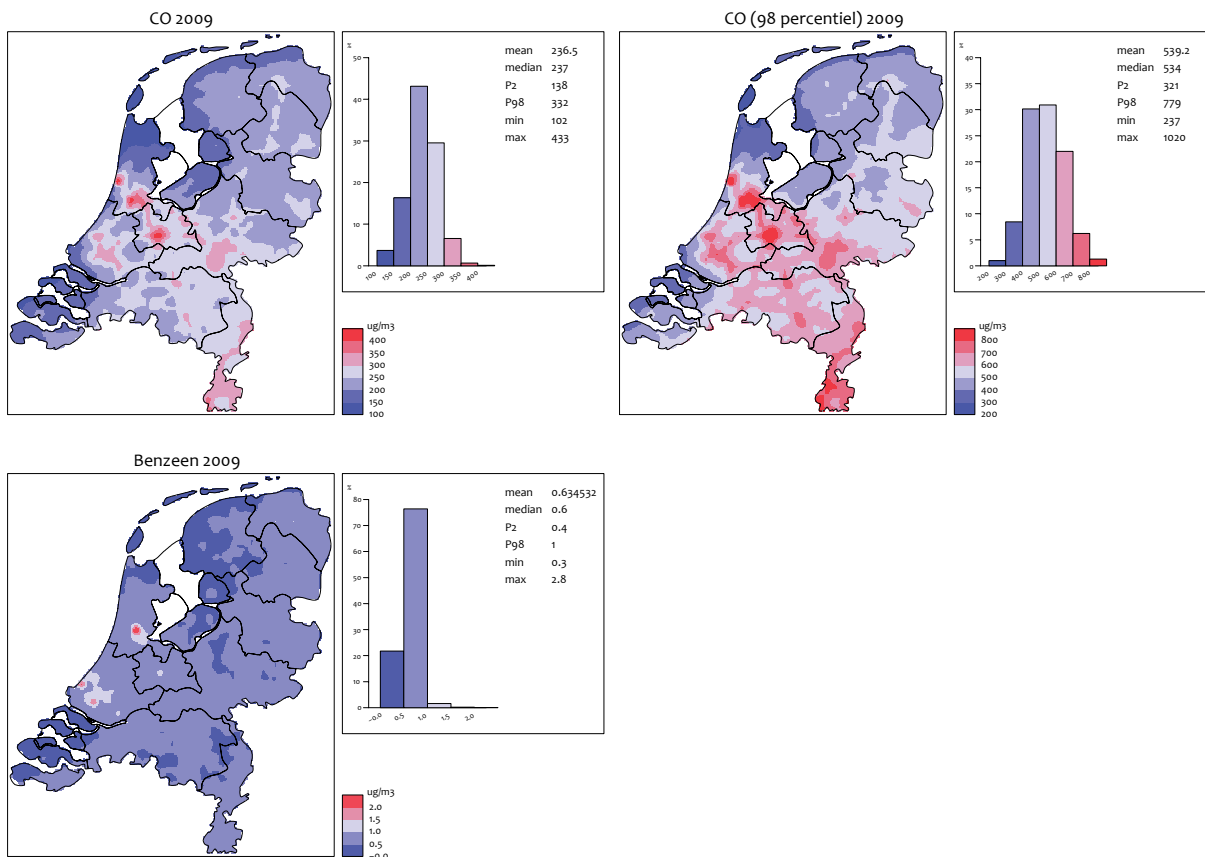 CO 2009
%
50
40
30
20
10
0
100
150
200
250
300
350
400
mean 236.5
median 237
P2 138
P98 332
min 102
max 433
ug/m3
400
350
300
250
200
150
100
CO (98 percentiel) 2009
%
40
35
30
25
20
15
10
5
0
200
300
400
500
600
700
800
mean 539.2
median 534
P2 321
P98 779
min 237
max 1020
ug/m3
800
700
600
500
400
300
200
Benzeen 2009
%
80
70
60
50
40
30
20
10
0
−0.0
0.5
1.0
1.5
2.0
mean 0.634532
median 0.6
P2 0.4
P98 1
min 0.3
max 2.8
ug/m3
2.0
1.5
1.0
0.5
−0.0